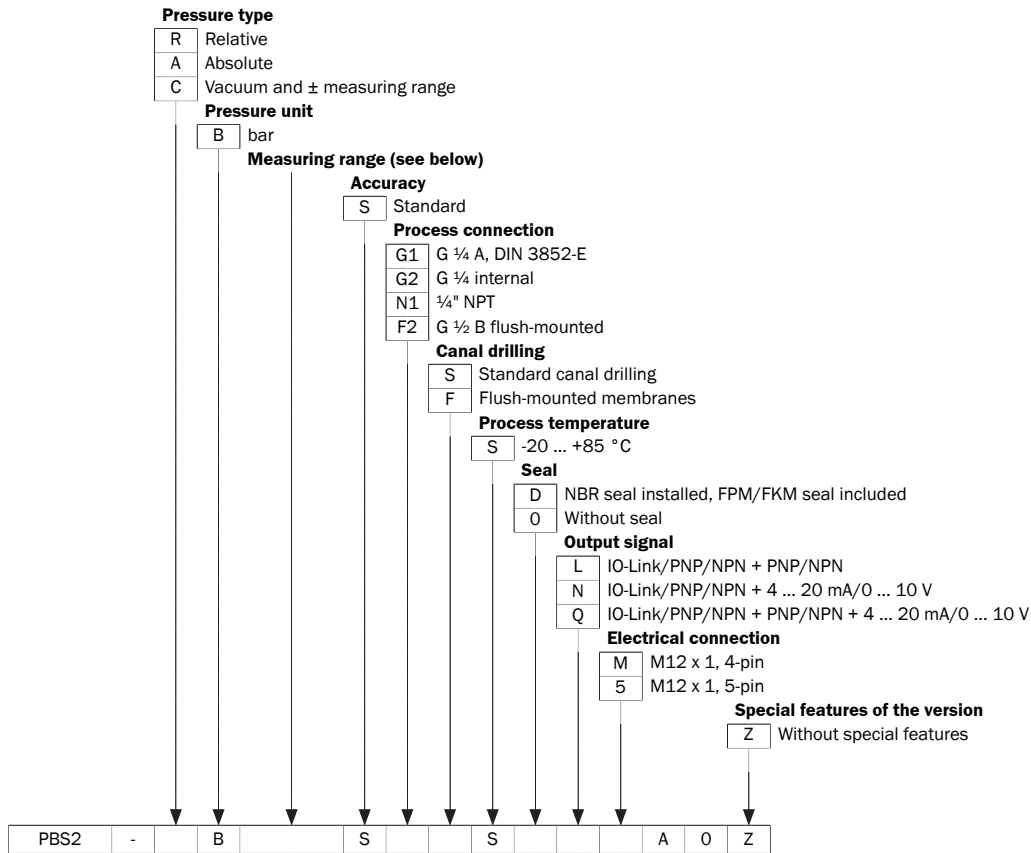 Pressure type
R Relative
A Absolute
C Vacuum and ± measuring range
Pressure unit
B bar
Measuring range (see below)
Accuracy
S Standard
Process connection
G1 G ¼ A, DIN 3852-E
G2 G ¼ internal
N1 ¼" NPT
F2 G ½ B flush-mounted
Canal drilling
S Standard canal drilling
F Flush-mounted membranes
Process temperature
S -20 ... +85 °C
Seal
D NBR seal installed, FPM/FKM seal included
0 Without seal
Output signal
L IO-Link/PNP/NPN + PNP/NPN
N IO-Link/PNP/NPN + 4 ... 20 mA/0 ... 10 V
Q IO-Link/PNP/NPN + PNP/NPN + 4 ... 20 mA/0 ... 10 V
Electrical connection
M M12 x 1, 4-pin
5 M12 x 1, 5-pin
Special features of the version
Z Without special features
PBS2 - B S S A 0 Z